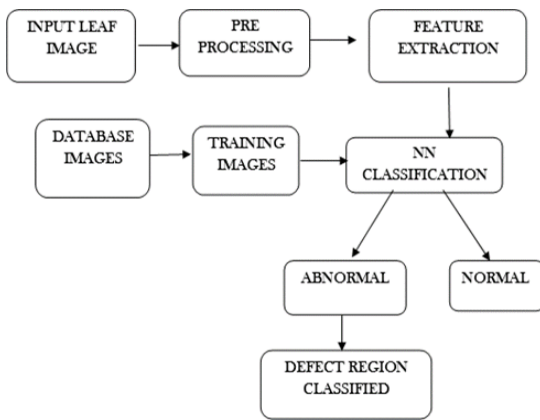 INPUT LEAF
IMAGE
PRE
PROCESSING
FEATURE
EXTRACTION
DATABASE
IMAGES
TRAINING
IMAGES
NN
CLASSIFICATION
ABNORMAL
NORMAL
DEFECT REGION
CLASSIFIED